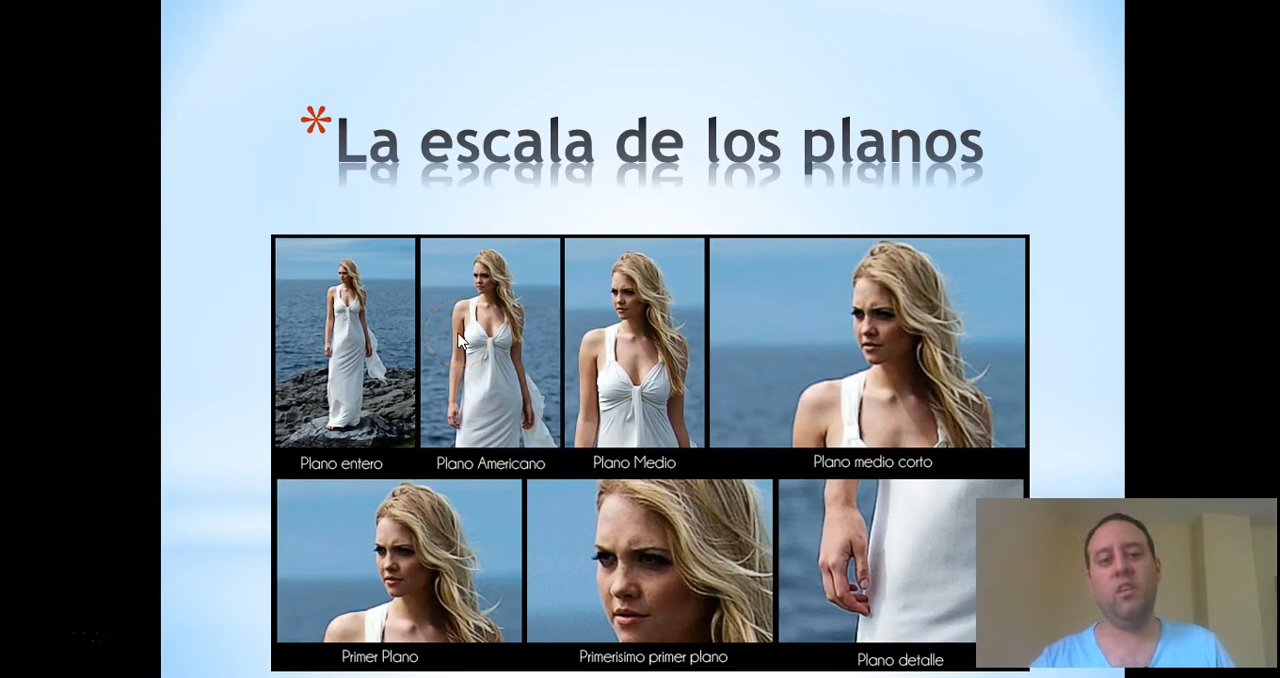 *La escala de los planos
Plano entero
Plano Americano
Plano Medio
Plano medio corto
Primer Plano
Primerisimo primer plano
Plano detalle